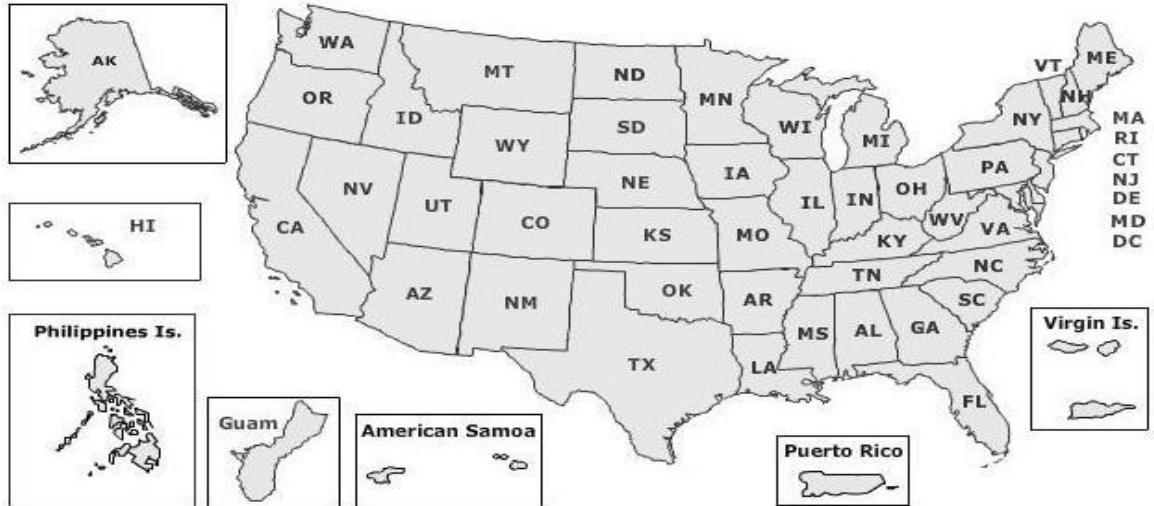 WA
AK
MT
ND
VT
ME
MN
NH
OR
ID
SD
WI
MI
NY
MA
RI
WY
IA
PA
CT
NE
NJ
NV
UT
CO
IL
IN
OH
DE
WV
VA
MD
HI
CA
KS
MO
KY
DC
AZ
NM
OK
AR
TN
NC
SC
MS
AL
GA
Philippines Is.
Virgin Is.
TX
LA
FL
Guam
American Samoa
Puerto Rico